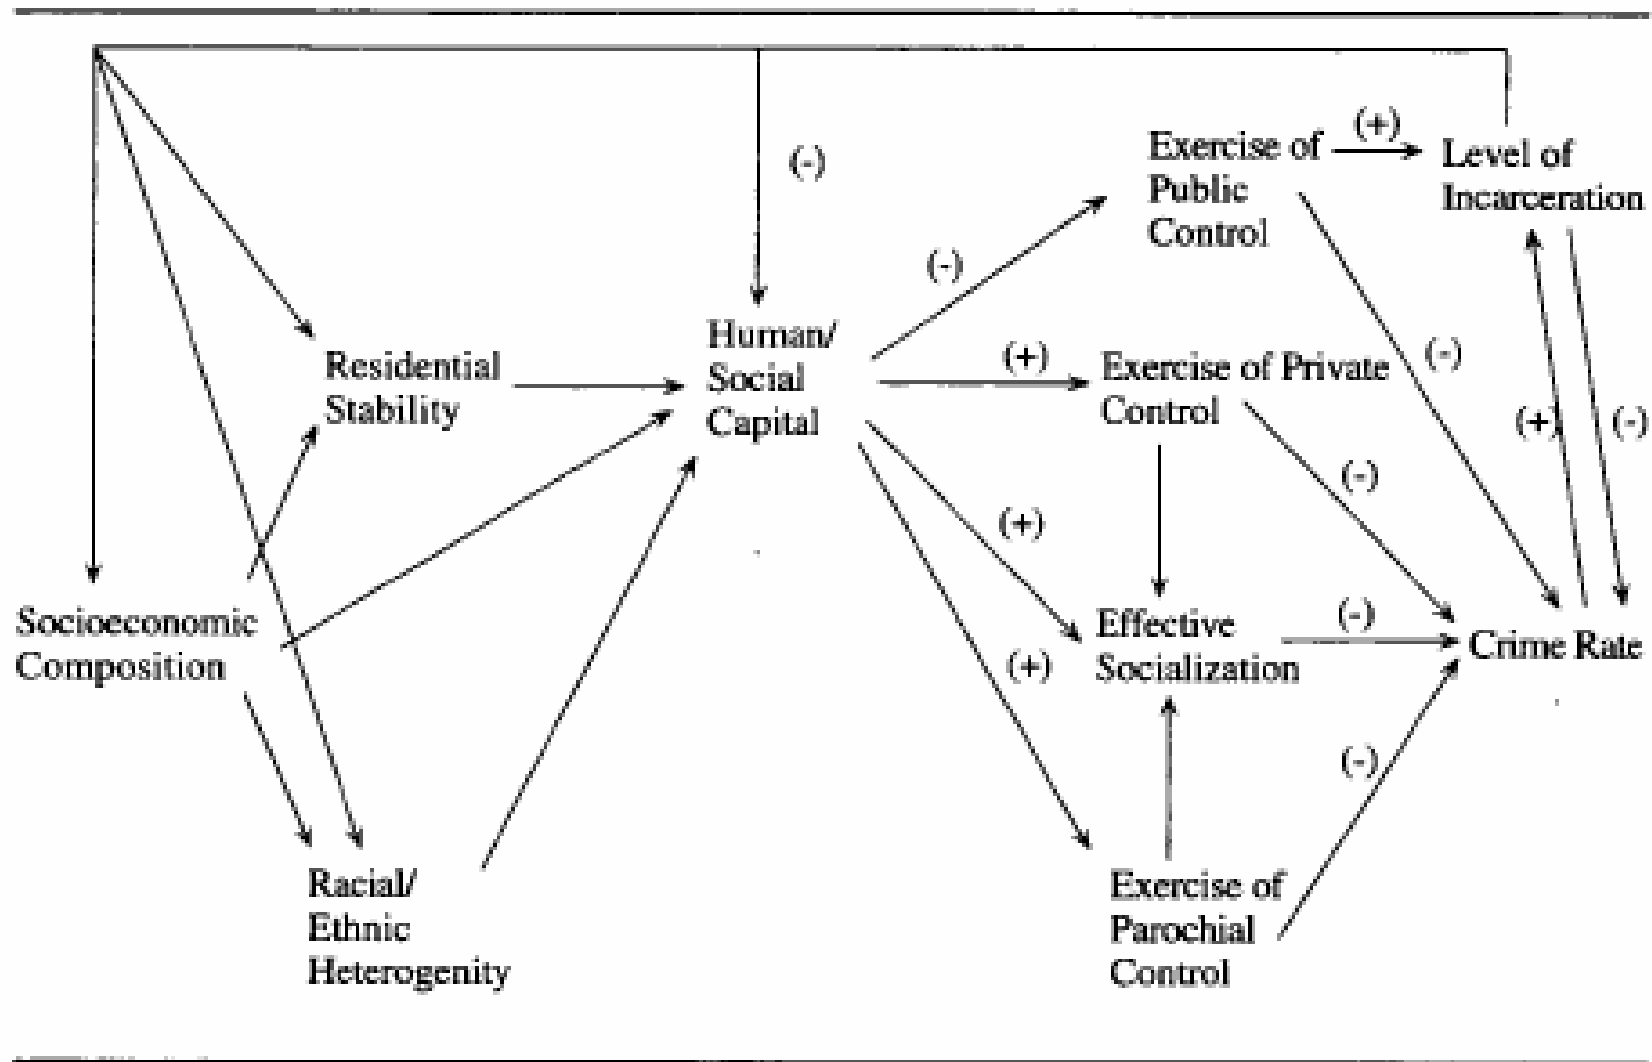 (+)
Exercise of
Public
Control
Level of
Incarceration
(-)
(-)
Human/
Social
Capital
Residential
Stability
(+)
Exercise of Private
Control
(-)
(+)
(-)
(-)
(+)
Socioeconomic
Composition
Effective
Socialization
(-)
Crime Rate
(+)
(-)
Racial/
Ethnic
Heterogenity
Exercise of
Parochial
Control